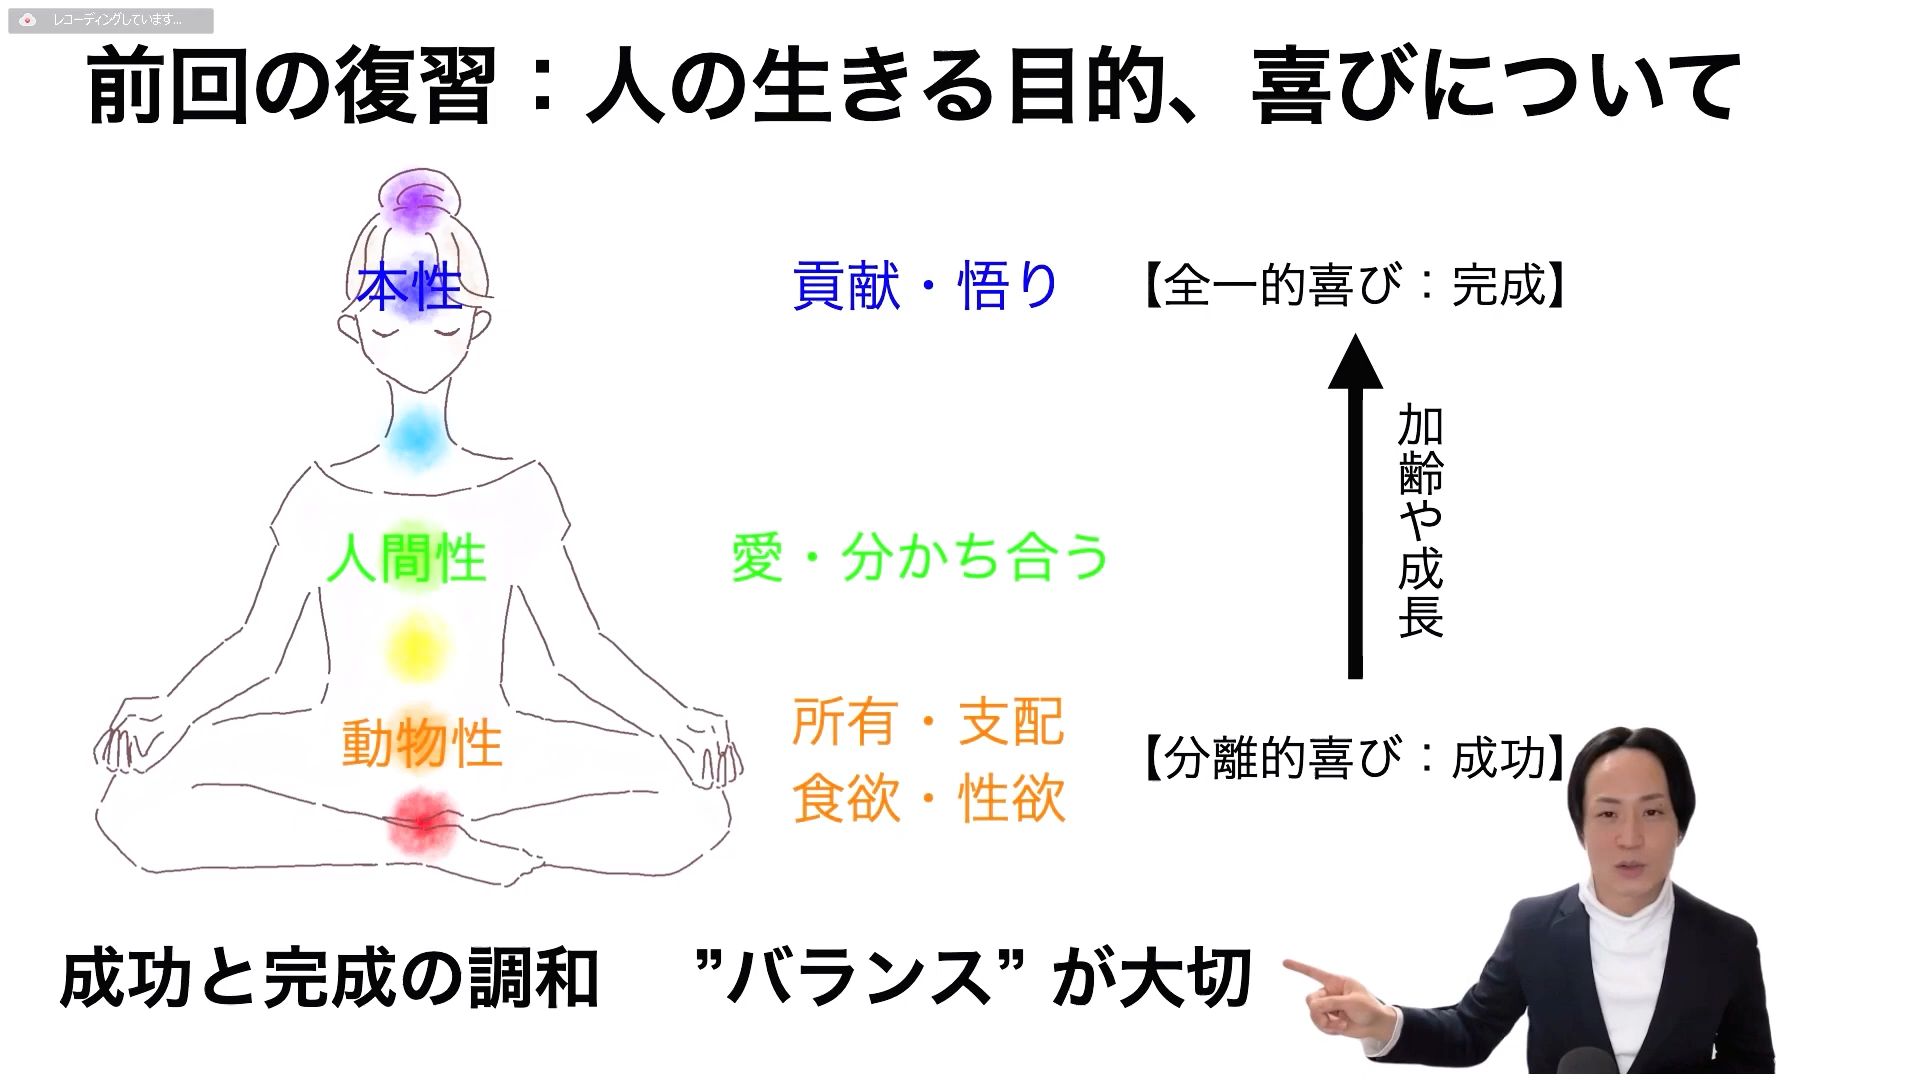 レコーディングしています...
前回の復習：人の生きる目的、喜びについて
本性
貢献・悟り
【全一的喜び：完成】
加齢や成長
人間性
愛・分かち合う
動物性
所有・支配
食欲・性欲
【分離的喜び：成功】
成功と完成の調和 ”バランス” が大切